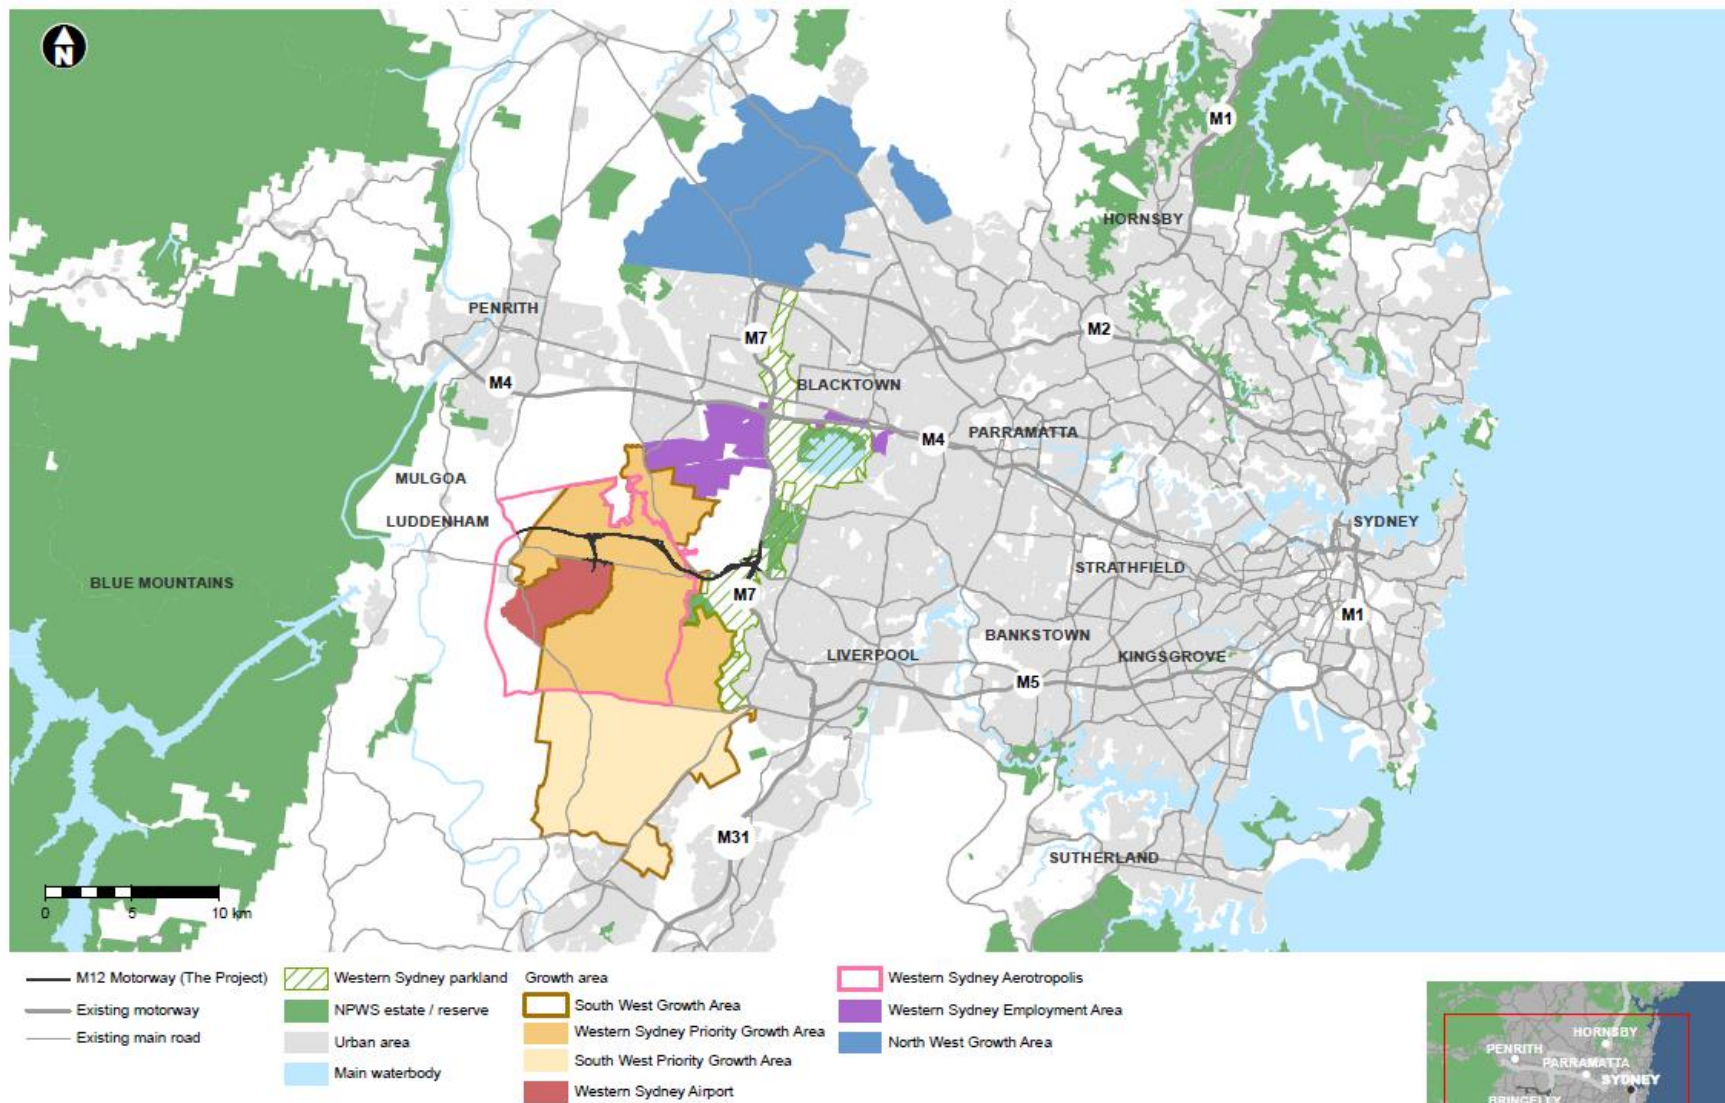 N
M1
HORNSBY
PENRITH
M2
M7
M4
BLACKTOWN
M4
PARRAMATTA
MULGOA
LUDDENHAM
SYDNEY
STRATHFIELD
BLUE MOUNTAINS
M7
M1
BANKSTOWN
LIVERPOOL
KINGSGROVE
M5
M31
SUTHERLAND
0 5 10 km
M12 Motorway (The Project)
Existing motorway
Existing main road
Western Sydney parkland
NPWS estate / reserve
Urban area
Main waterbody
Growth area
South West Growth Area
Western Sydney Priority Growth Area
South West Priority Growth Area
Western Sydney Airport
Western Sydney Aerotropolis
Western Sydney Employment Area
North West Growth Area
HORNSBY
PENRITH
PARRAMATTA
SYDNEY
BRINGELLY